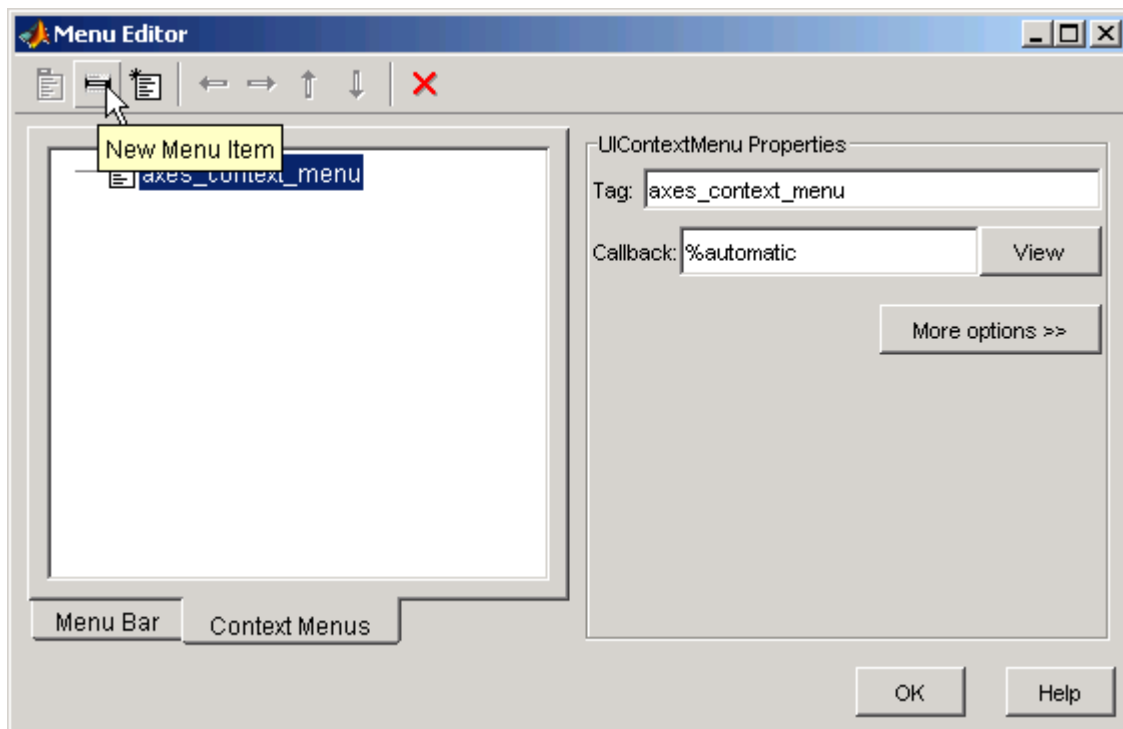 Menu Editor
New Menu Item
axes_context_menu
UIContextMenu Properties
Tag: axes_context_menu
Callback: %automatic View
More options >>
Menu Bar Context Menus
OK Help